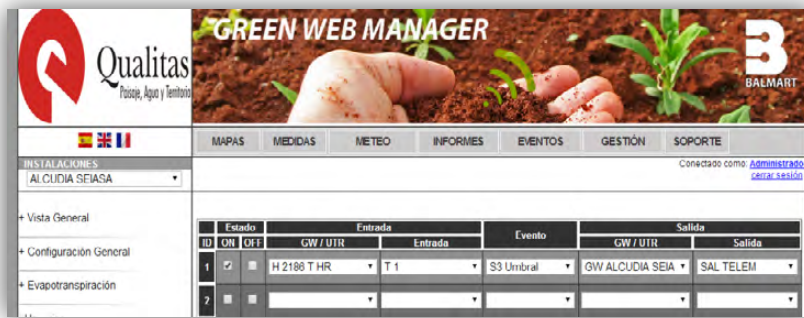 Qualitas
Paisaje, Agua y Territorio
"GREEN WEB MANAGER
BALMART
MAPAS MEDIDAS METEO INFORMES EVENTOS GESTIÓN SOPORTE
INSTALACIONES
ALCUDIA SEIASA
Conectado como: Administrado
cerrar sesión
+ Vista General
+ Configuración General
+ Evapotranspiración
Estado Entrada Evento Salida
ID ON OFF GW / UTR Entrada GW / UTR Salida
1 H 2186 T HR T 1 S3 Umbral GW ALCUDIA SEIA SAL TELEM
2